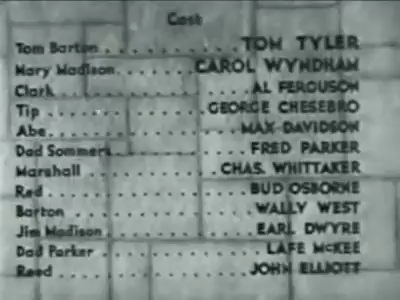 Cast
Tom Barton . . . . . . . . . . TOM TYLER
Mary Madison . . . . . . CAROL WYNDHAM
Clark . . . . . . . . . . . . . . . AL FERGUSON
Tip . . . . . . . . . . . . GEORGE CHESEBRO
Abe . . . . . . . . . . . . . . MAX DAVIDSON
Dad Sommers . . . . . . . . . FRED PARKER
Marshall . . . . . . . . . CHAS. WHITTAKER
Red . . . . . . . . . . . . . . . BUD OSBORNE
Barton . . . . . . . . . . . . . . WALLY WEST
Jim Madison . . . . . . . . . . EARL DWYRE
Dad Parker . . . . . . . . . . . LAFE McKEE
Reed . . . . . . . . . . . . . . JOHN ELLIOTT